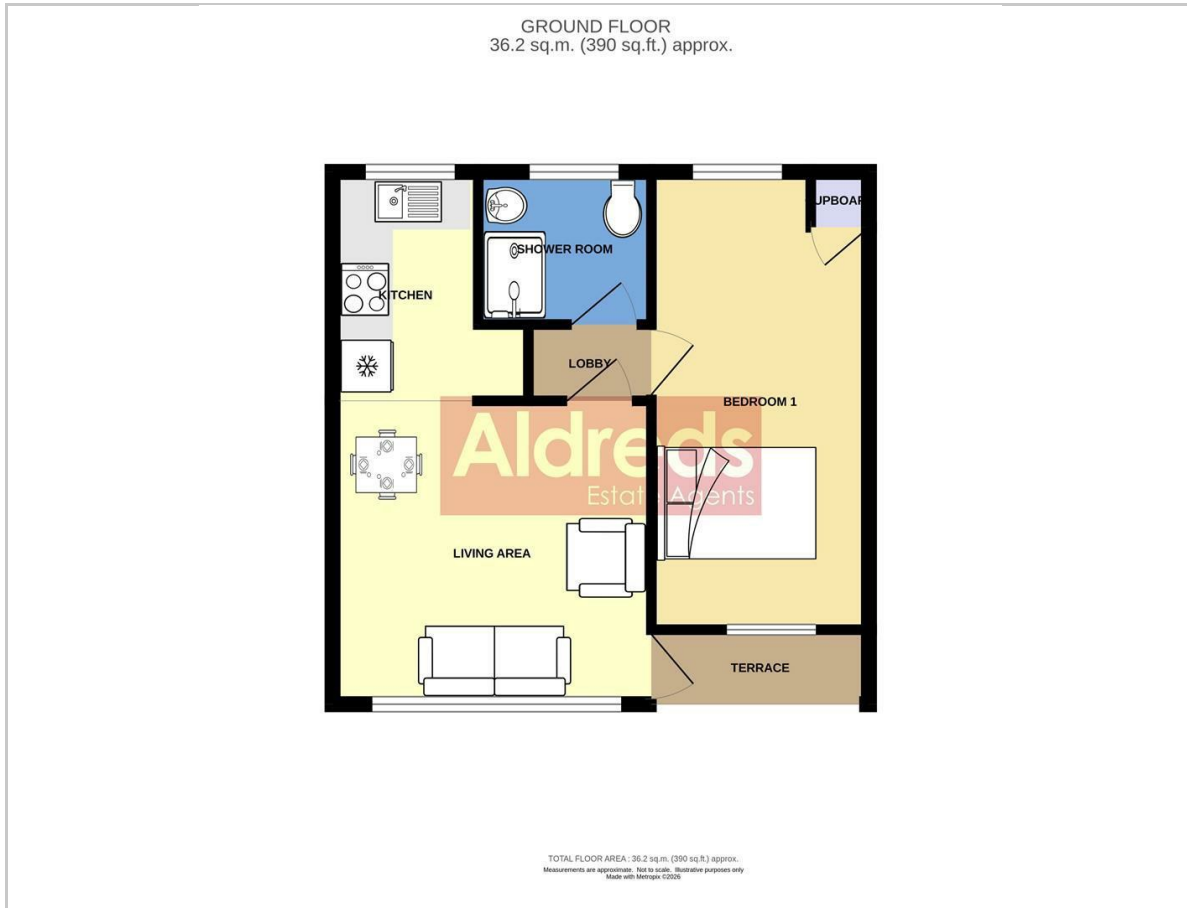 GROUND FLOOR
36.2 sq.m. (390 sq.ft.) approx.
UPBOAR
SHOWER ROOM
KITCHEN
LOBBY
BEDROOM 1
Aldreds
Estate Agents
LIVING AREA
TERRACE
TOTAL FLOOR AREA : 36.2 sq.m. (390 sq.ft.) approx.
Measurements are approximate. Not to scale. Illustrative purposes only
Made with Metropix ©2026